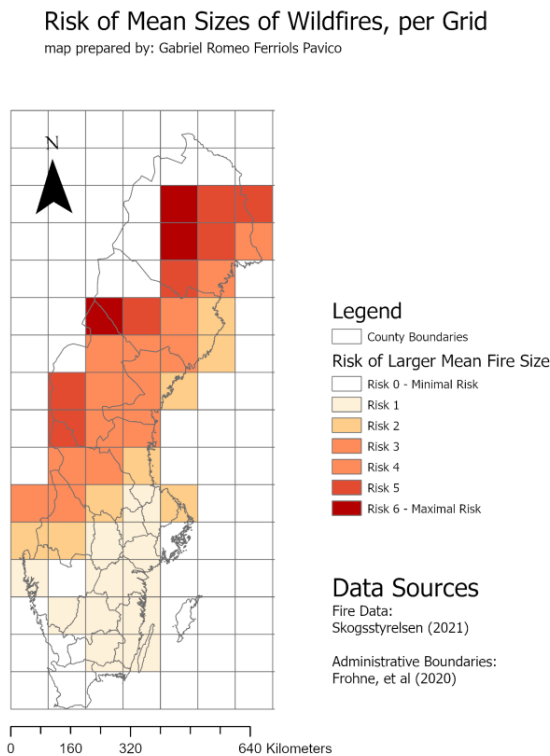 Risk of Mean Sizes of Wildfires, per Grid
map prepared by: Gabriel Romeo Ferriols Pavico
N
Legend
County Boundaries
Risk of Larger Mean Fire Size
Risk 0 - Minimal Risk
Risk 1
Risk 2
Risk 3
Risk 4
Risk 5
Risk 6 - Maximal Risk
Data Sources
Fire Data:
Skogsstyrelsen (2021)
Administrative Boundaries:
Frohne, et al (2020)
0 160 320 640 Kilometers